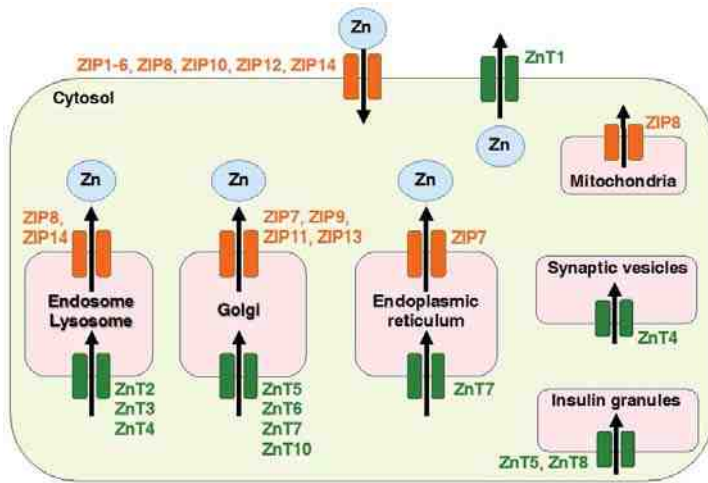 Zn
ZIP1-6, ZIP8, ZIP10, ZIP12, ZIP14
ZnT1
Cytosol
Zn
ZIP8
Mitochondria
Zn
Zn
Zn
ZIP8,
ZIP14
ZIP7, ZIP9,
ZIP11, ZIP13
ZIP7
Endosome
Lysosome
Golgi
Endoplasmic
reticulum
Synaptic vesicles
ZnT4
ZnT2
ZnT3
ZnT4
ZnT5
ZnT6
ZnT7
ZnT10
ZnT7
Insulin granules
ZnT5, ZnT8